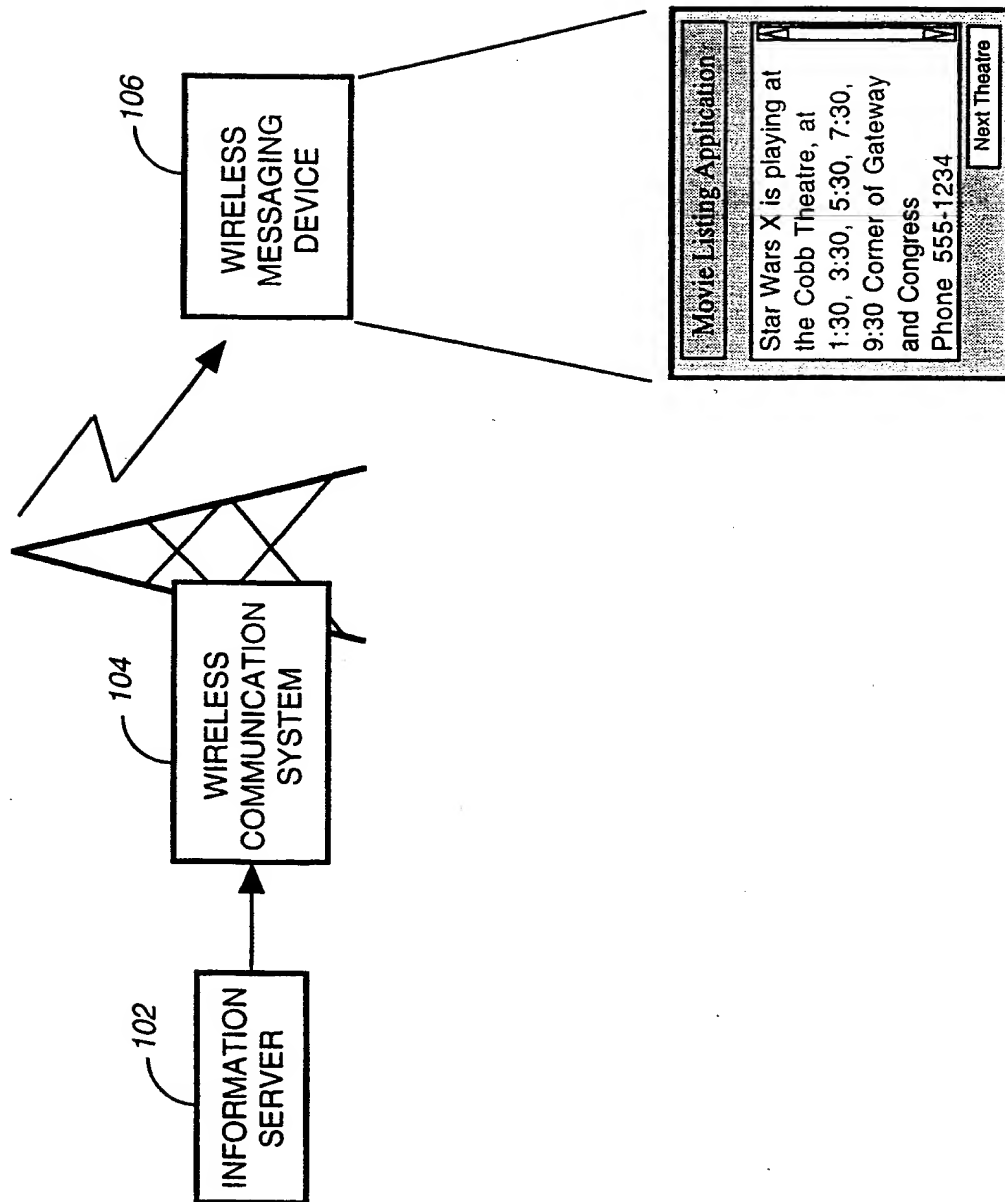 102
INFORMATION
SERVER
104
WIRELESS
COMMUNICATION
SYSTEM
106
WIRELESS
MESSAGING
DEVICE
Movie Listing Application
Star Wars X is playing at
the Cobb Theatre, at
1:30, 3:30, 5:30, 7:30,
9:30 Corner of Gateway
and Congress
Phone 555-1234
Next Theatre